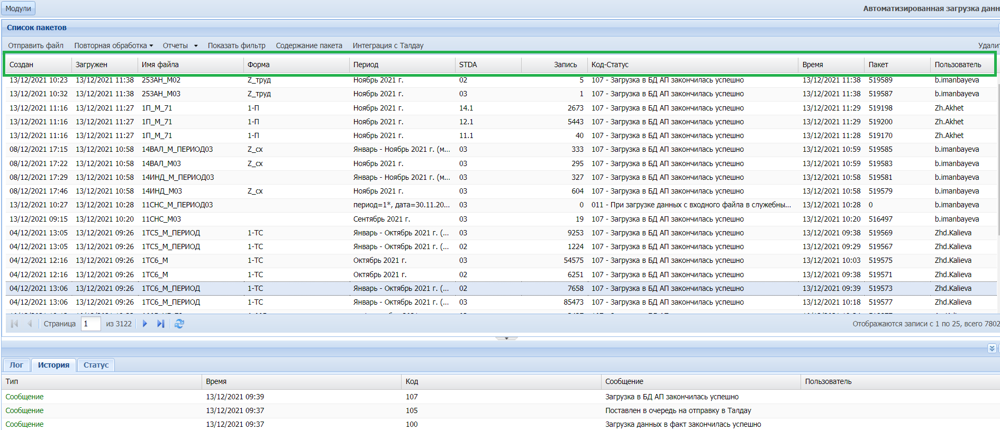 Модули Автоматизированная загрузка данн
Список пакетов
Отправить файл Повторная обработка Отчеты Показать фильтр Содержание пакета Интеграция с Талдау Удалит
Создан Загружен Имя файла Форма Период STDA Запись Код-Статус Время Пакет Пользователь
13/12/2021 10:23 13/12/2021 11:38 253АН_М02 Z_труд Ноябрь 2021 г. 02 5 107 - Загрузка в БД АП закончилась успешно 13/12/2021 11:38 519589 b.imanbayeva
13/12/2021 10:32 13/12/2021 11:38 253АН_М03 Z_труд Ноябрь 2021 г. 03 1 107 - Загрузка в БД АП закончилась успешно 13/12/2021 11:38 519587 b.imanbayeva
13/12/2021 11:16 13/12/2021 11:27 1П_М_71 1-П Ноябрь 2021 г. 14.1 2673 107 - Загрузка в БД АП закончилась успешно 13/12/2021 11:29 519198 Zh.Akhet
13/12/2021 11:16 13/12/2021 11:27 1П_М_71 1-П Ноябрь 2021 г. 12.1 5443 107 - Загрузка в БД АП закончилась успешно 13/12/2021 11:29 519200 Zh.Akhet
13/12/2021 11:16 13/12/2021 11:27 1П_М_71 1-П Ноябрь 2021 г. 11.1 40 107 - Загрузка в БД АП закончилась успешно 13/12/2021 11:28 519170 Zh.Akhet
08/12/2021 17:15 13/12/2021 10:58 14ВАЛ_М_ПЕРИОД03 Z_сх Январь - Ноябрь 2021 г. (м... 03 333 107 - Загрузка в БД АП закончилась успешно 13/12/2021 10:59 519585 b.imanbayeva
08/12/2021 17:22 13/12/2021 10:58 14ВАЛ_М03 Z_сх Ноябрь 2021 г. 03 295 107 - Загрузка в БД АП закончилась успешно 13/12/2021 10:59 519583 b.imanbayeva
08/12/2021 17:29 13/12/2021 10:58 14ИНД_М_ПЕРИОД03 Январь - Ноябрь 2021 г. (м... 03 327 107 - Загрузка в БД АП закончилась успешно 13/12/2021 10:58 519581 b.imanbayeva
08/12/2021 17:46 13/12/2021 10:58 14ИНД_М03 Z_сх Ноябрь 2021 г. 03 604 107 - Загрузка в БД АП закончилась успешно 13/12/2021 10:58 519579 b.imanbayeva
13/12/2021 10:27 13/12/2021 10:28 11СНС_М_ПЕРИОД03 период=1*, дата=30.11.20... 03 0 011 - При загрузке данных с входного файла в служебны... 13/12/2021 10:28 0 b.imanbayeva
13/12/2021 09:15 13/12/2021 10:20 11СНС_М03 Сентябрь 2021 г. 03 19 107 - Загрузка в БД АП закончилась успешно 13/12/2021 10:20 516497 b.imanbayeva
04/12/2021 13:05 13/12/2021 09:26 1ТС5_М_ПЕРИОД 1-ТС Январь - Октябрь 2021 г. (... 03 9253 107 - Загрузка в БД АП закончилась успешно 13/12/2021 09:38 519569 Zhd.Kalieva
04/12/2021 13:05 13/12/2021 09:26 1ТС5_М_ПЕРИОД 1-ТС Январь - Октябрь 2021 г. (... 02 1224 107 - Загрузка в БД АП закончилась успешно 13/12/2021 09:29 519567 Zhd.Kalieva
04/12/2021 12:16 13/12/2021 09:26 1ТС6_М 1-ТС Октябрь 2021 г. 03 54575 107 - Загрузка в БД АП закончилась успешно 13/12/2021 10:03 519575 Zhd.Kalieva
04/12/2021 12:16 13/12/2021 09:26 1ТС6_М 1-ТС Октябрь 2021 г. 02 6251 107 - Загрузка в БД АП закончилась успешно 13/12/2021 09:38 519571 Zhd.Kalieva
04/12/2021 13:06 13/12/2021 09:26 1ТС6_М_ПЕРИОД 1-ТС Январь - Октябрь 2021 г. (... 02 7658 107 - Загрузка в БД АП закончилась успешно 13/12/2021 09:39 519573 Zhd.Kalieva
04/12/2021 13:06 13/12/2021 09:26 1ТС6_М_ПЕРИОД 1-ТС Январь - Октябрь 2021 г. (... 03 85473 107 - Загрузка в БД АП закончилась успешно 13/12/2021 10:18 519577 Zhd.Kalieva
Страница 1 из 3122 Отображаются записи с 1 по 25, всего 7802
Лог История Статус
Тип Время Код Сообщение Пользователь
Сообщение 13/12/2021 09:39 107 Загрузка в БД АП закончилась успешно
Сообщение 13/12/2021 09:37 105 Поставлен в очередь на отправку в Талдау
Сообщение 13/12/2021 09:37 100 Загрузка данных в факт закончилась успешно